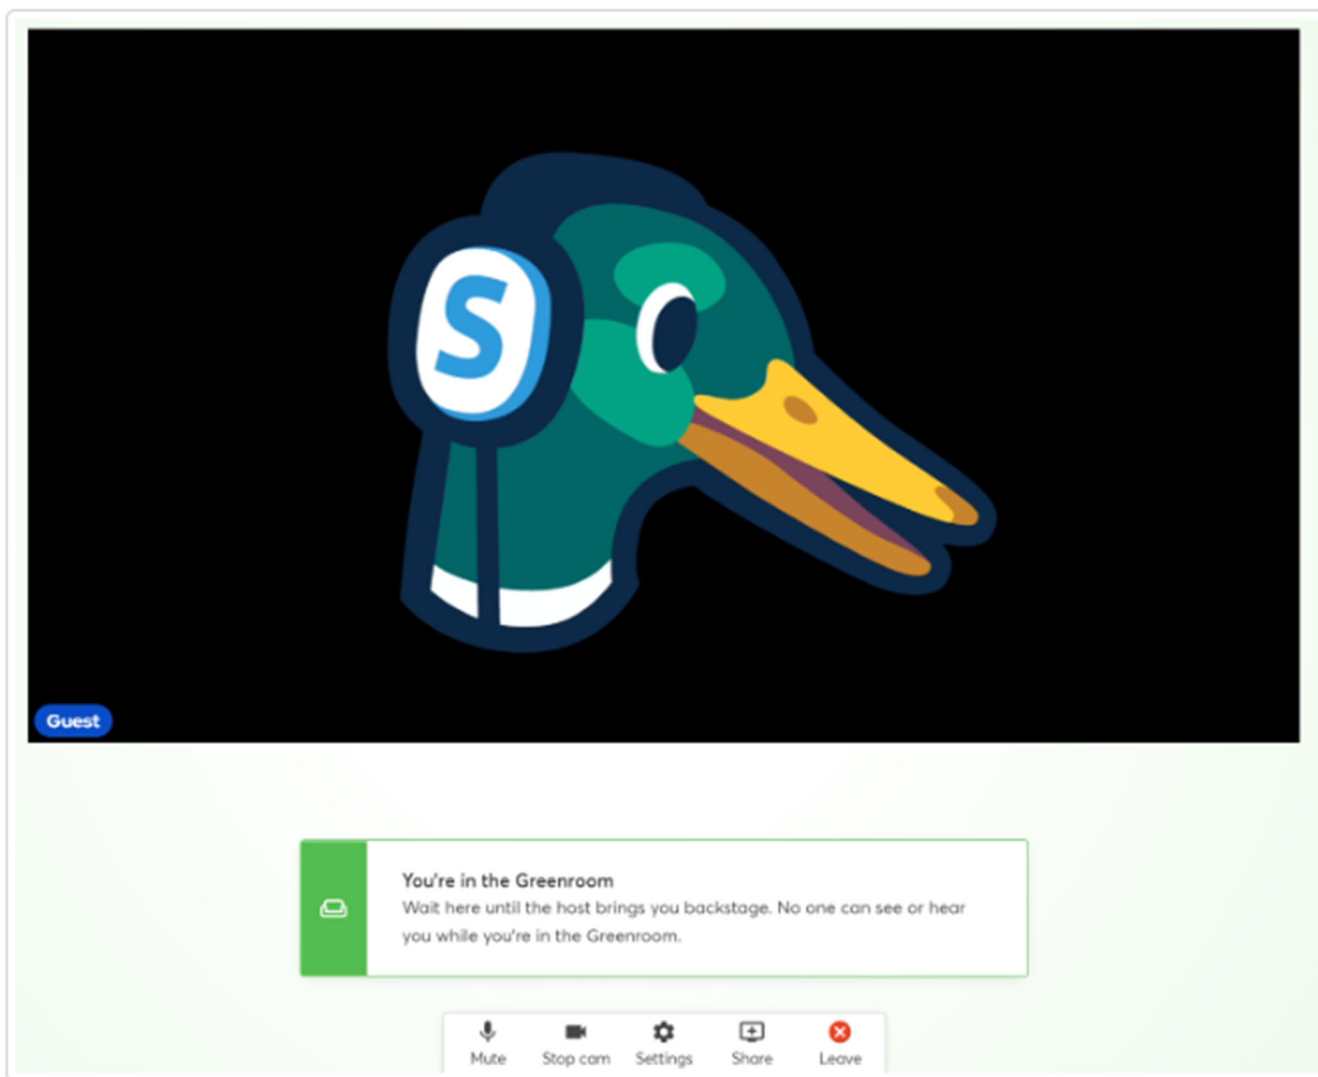 S
Guest
You're in the Greenroom
Wait here until the host brings you backstage. No one can see or hear
you while you're in the Greenroom.
Mute Stop cam Settings Share Leave